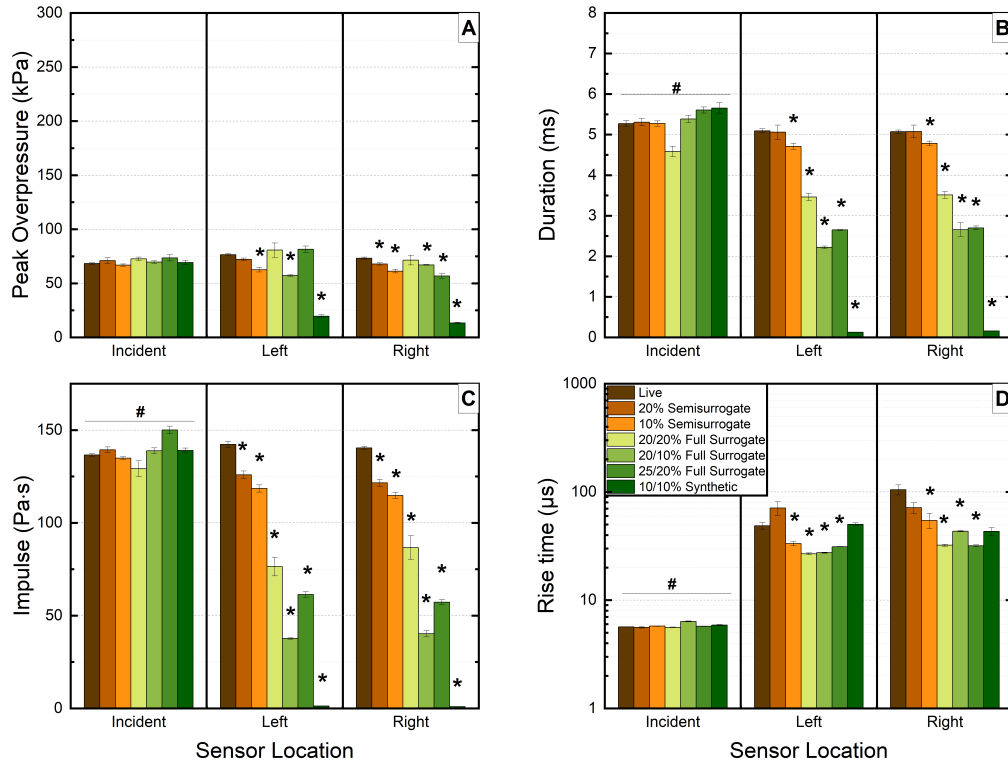 A
Peak Overpressure (kPa)
300
250
200
150
100
50
0
* * * * * * * *
Incident Left Right
B
Duration (ms)
8
7
6
5
4
3
2
1
0
#
* * * * * * * * * *
Incident Left Right
C
Impulse (Pa·s)
150
100
50
0
#
* * * * * * * * * * * *
Incident Left Right
Sensor Location
D
Rise time (µs)
1000
100
10
1
Live
20% Semisurrogate
10% Semisurrogate
20/20% Full Surrogate
20/10% Full Surrogate
25/20% Full Surrogate
10/10% Synthetic
#
* * * * * * * *
Incident Left Right
Sensor Location